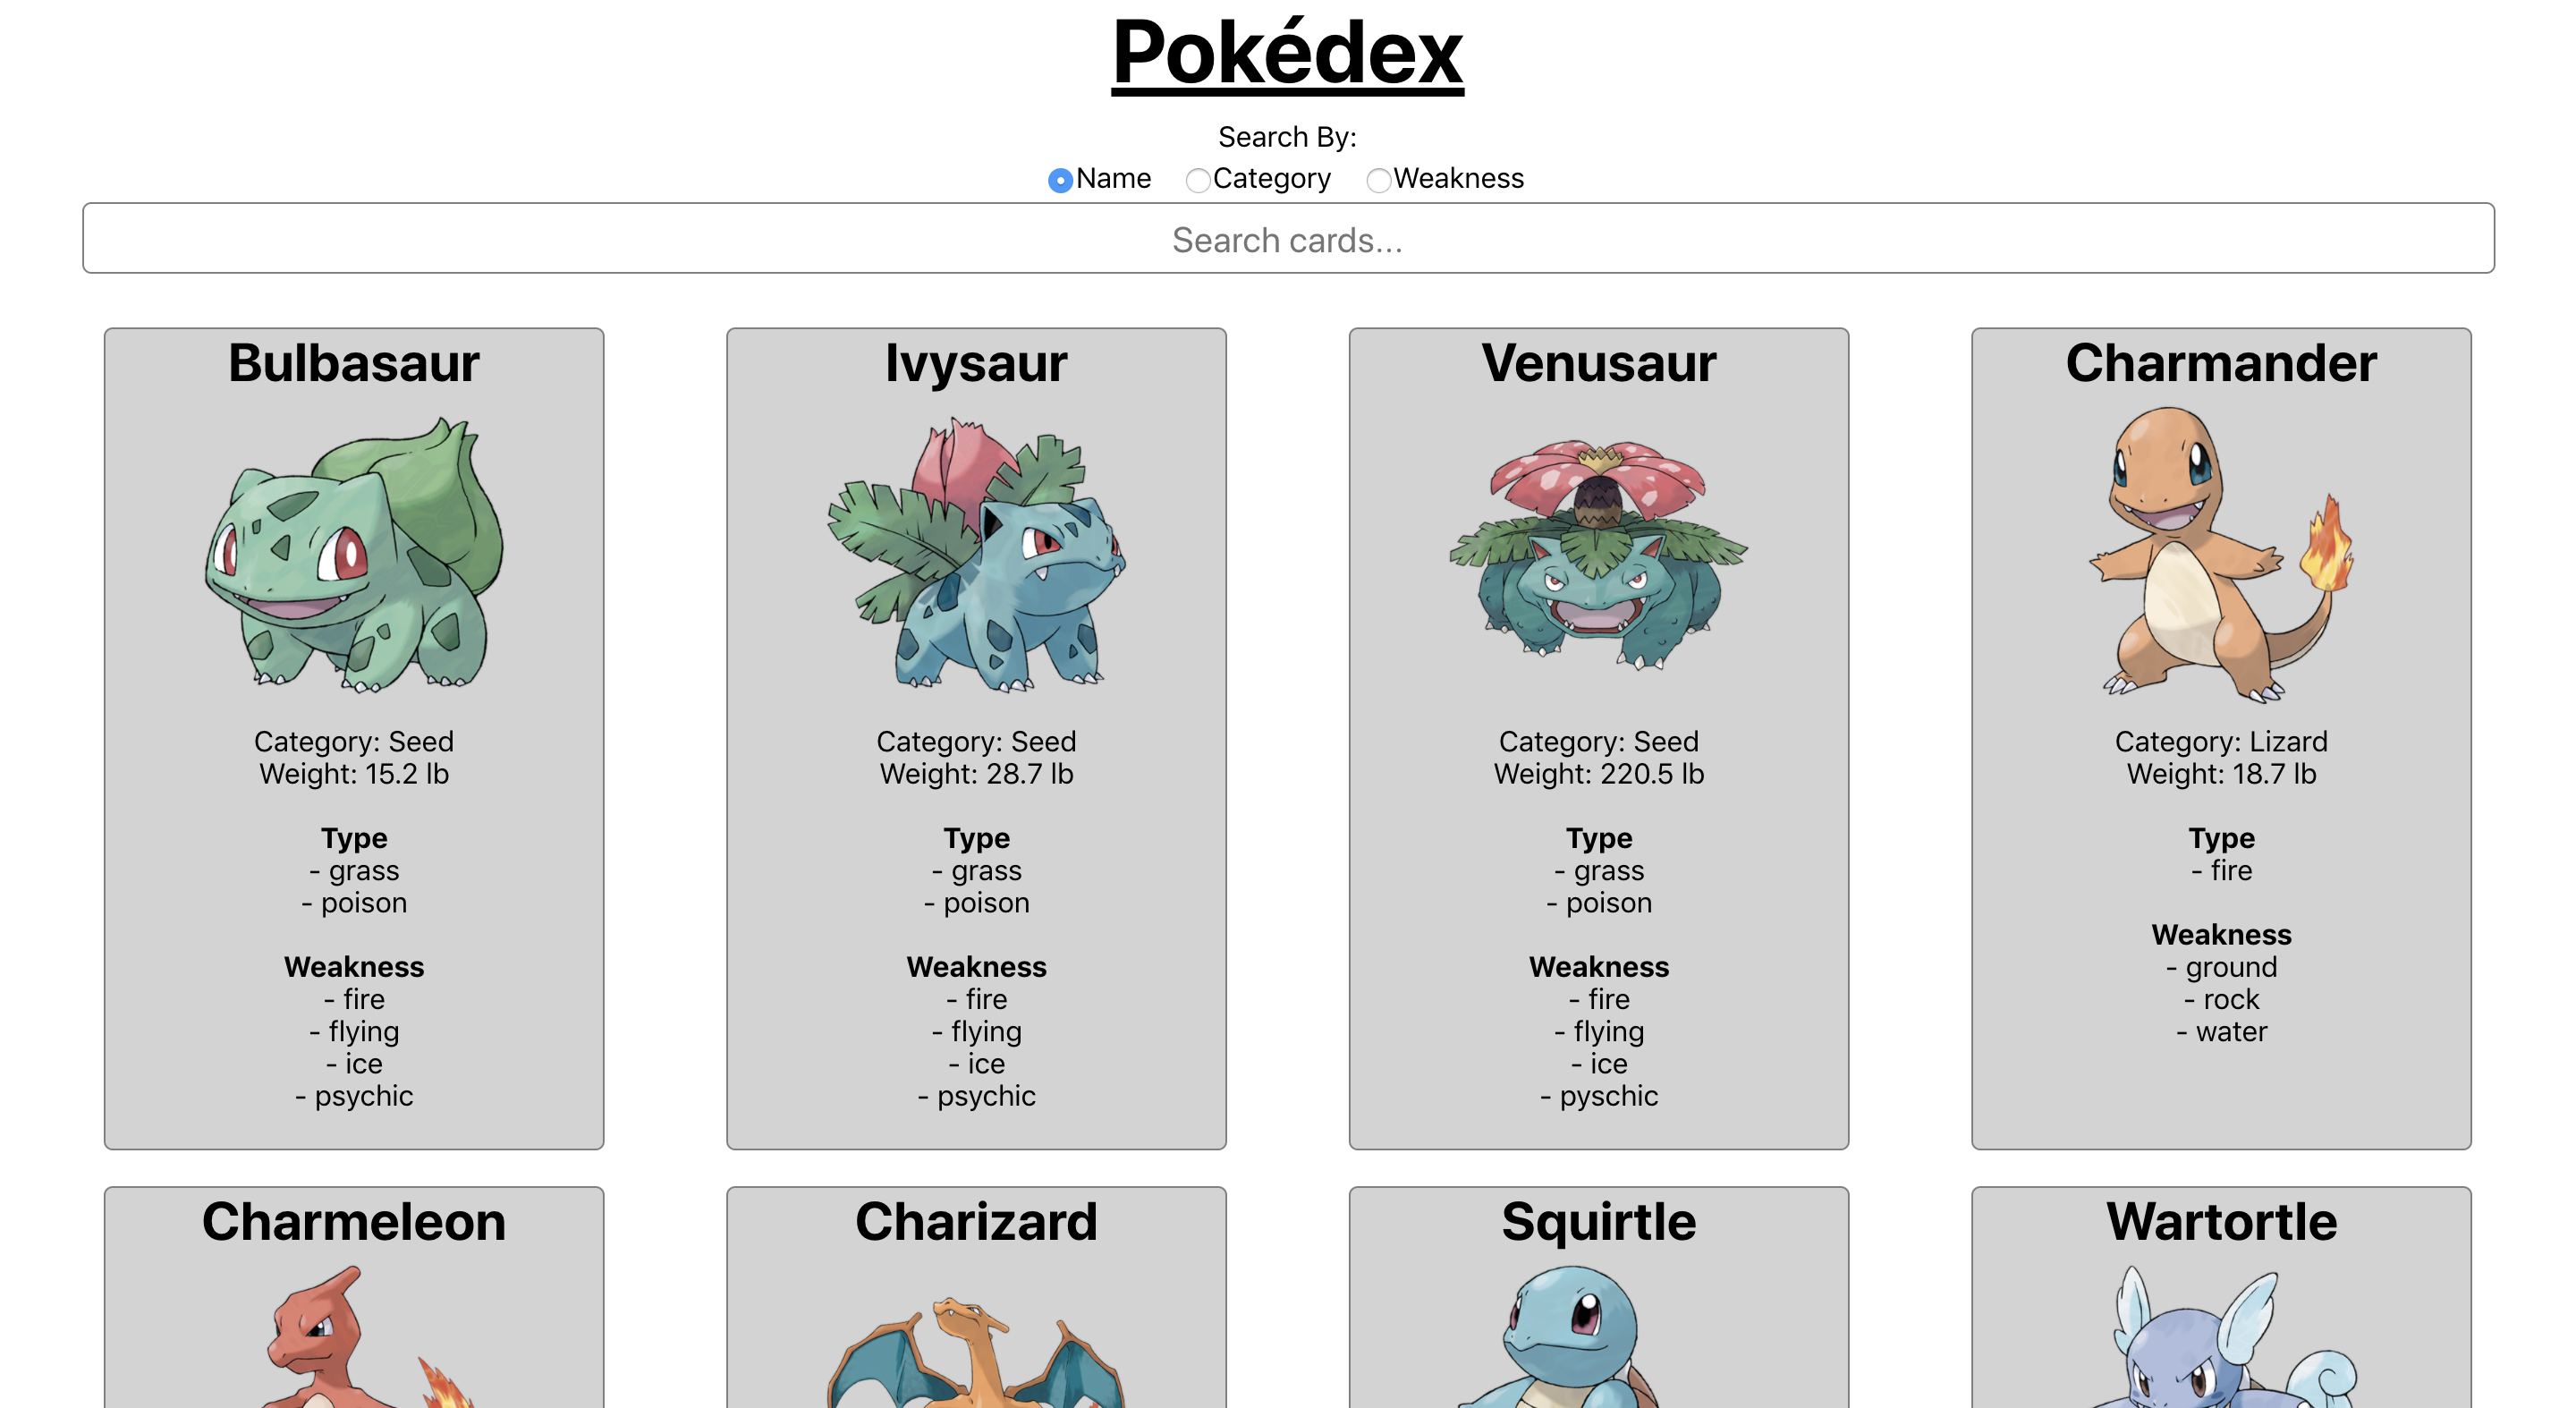 Pokédex
Search By:
Name Category Weakness
Search cards...
Bulbasaur
Category: Seed
Weight: 15.2 lb
Type
- grass
- poison
Weakness
- fire
- flying
- ice
- psychic
Ivysaur
Category: Seed
Weight: 28.7 lb
Type
- grass
- poison
Weakness
- fire
- flying
- ice
- psychic
Venusaur
Category: Seed
Weight: 220.5 lb
Type
- grass
- poison
Weakness
- fire
- flying
- ice
- pyschic
Charmander
Category: Lizard
Weight: 18.7 lb
Type
- fire
Weakness
- ground
- rock
- water
Charmeleon
Charizard
Squirtle
Wartortle